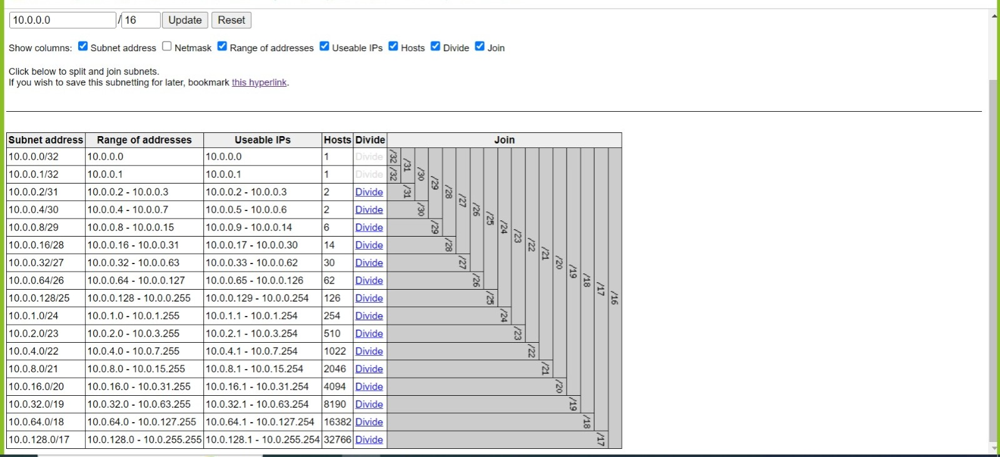 10.0.0.0 / 16 Update Reset
Show columns: Subnet address Netmask Range of addresses Useable IPs Hosts Divide Join
Click below to split and join subnets.
If you wish to save this subnetting for later, bookmark this hyperlink.
Subnet address Range of addresses Useable IPs Hosts Divide Join
10.0.0.0/32 10.0.0.0 10.0.0.0 1 Divide /32 /31 /30 /29 /28 /27 /26 /25 /24 /23 /22 /21 /20 /19 /18 /17 /16
10.0.0.1/32 10.0.0.1 10.0.0.1 1 Divide /32
10.0.0.2/31 10.0.0.2 - 10.0.0.3 10.0.0.2 - 10.0.0.3 2 Divide /31
10.0.0.4/30 10.0.0.4 - 10.0.0.7 10.0.0.5 - 10.0.0.6 2 Divide /30
10.0.0.8/29 10.0.0.8 - 10.0.0.15 10.0.0.9 - 10.0.0.14 6 Divide /29
10.0.0.16/28 10.0.0.16 - 10.0.0.31 10.0.0.17 - 10.0.0.30 14 Divide /28
10.0.0.32/27 10.0.0.32 - 10.0.0.63 10.0.0.33 - 10.0.0.62 30 Divide /27
10.0.0.64/26 10.0.0.64 - 10.0.0.127 10.0.0.65 - 10.0.0.126 62 Divide /26
10.0.0.128/25 10.0.0.128 - 10.0.0.255 10.0.0.129 - 10.0.0.254 126 Divide /25
10.0.1.0/24 10.0.1.0 - 10.0.1.255 10.0.1.1 - 10.0.1.254 254 Divide /24
10.0.2.0/23 10.0.2.0 - 10.0.3.255 10.0.2.1 - 10.0.3.254 510 Divide /23
10.0.4.0/22 10.0.4.0 - 10.0.7.255 10.0.4.1 - 10.0.7.254 1022 Divide /22
10.0.8.0/21 10.0.8.0 - 10.0.15.255 10.0.8.1 - 10.0.15.254 2046 Divide /21
10.0.16.0/20 10.0.16.0 - 10.0.31.255 10.0.16.1 - 10.0.31.254 4094 Divide /20
10.0.32.0/19 10.0.32.0 - 10.0.63.255 10.0.32.1 - 10.0.63.254 8190 Divide /19
10.0.64.0/18 10.0.64.0 - 10.0.127.255 10.0.64.1 - 10.0.127.254 16382 Divide /18
10.0.128.0/17 10.0.128.0 - 10.0.255.255 10.0.128.1 - 10.0.255.254 32766 Divide /17